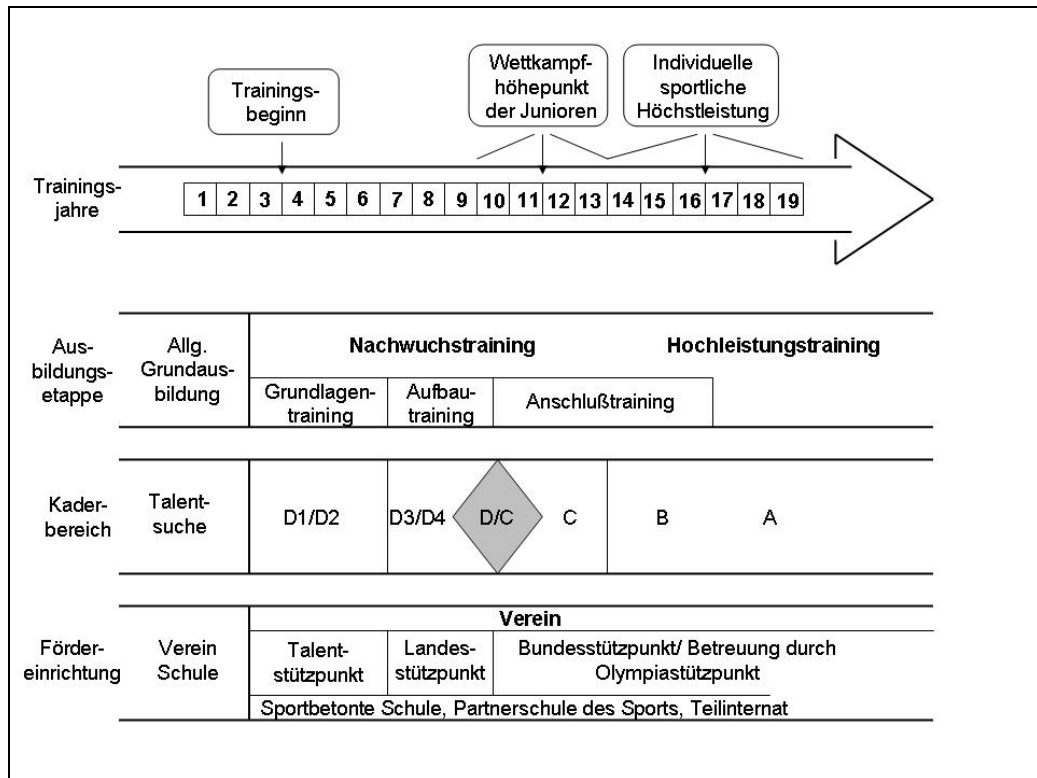 Trainings-
beginn
Wettkampf-
höhepunkt
der Junioren
Individuelle
sportliche
Höchstleistung
Trainings-
jahre
1 2 3 4 5 6 7 8 9 10 11 12 13 14 15 16 17 18 19
Aus-
bildungs-
etappe
Allg.
Grundaus-
bildung
Nachwuchstraining
Hochleistungstraining
Grundlagen-
training
Aufbau-
training
Anschlußtraining
Kader-
bereich
Talent-
suche
D1/D2
D3/D4
D/C
C
B
A
Förder-
einrichtung
Verein
Schule
Verein
Talent-
stützpunkt
Landes-
stützpunkt
Bundesstützpunkt/ Betreuung durch
Olympiastützpunkt
Sportbetonte Schule, Partnerschule des Sports, Teilinternat